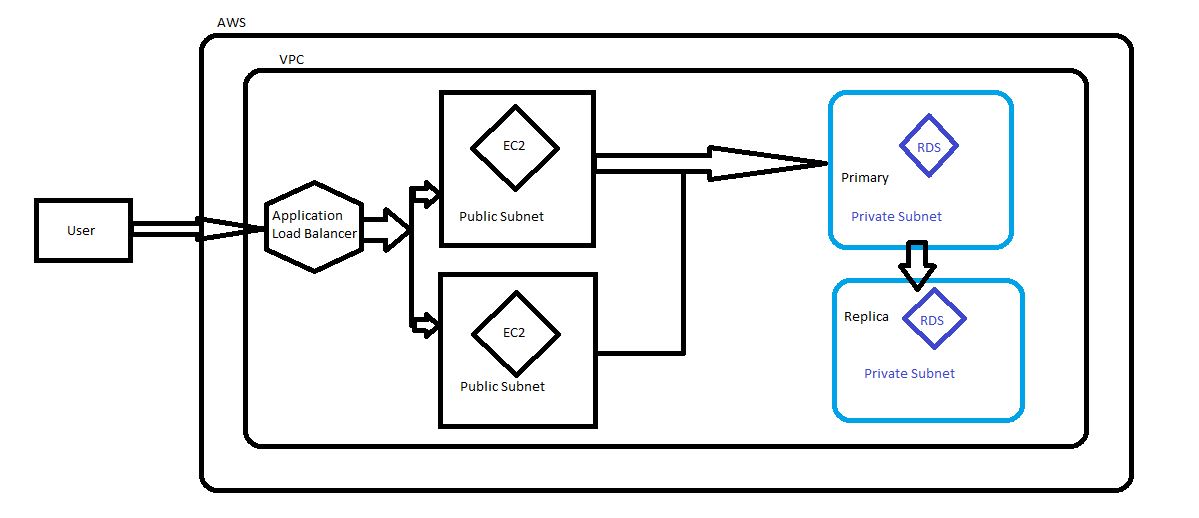 AWS
VPC
User
Application
Load Balancer
EC2
Public Subnet
EC2
Public Subnet
RDS
Primary
Private Subnet
Replica
RDS
Private Subnet